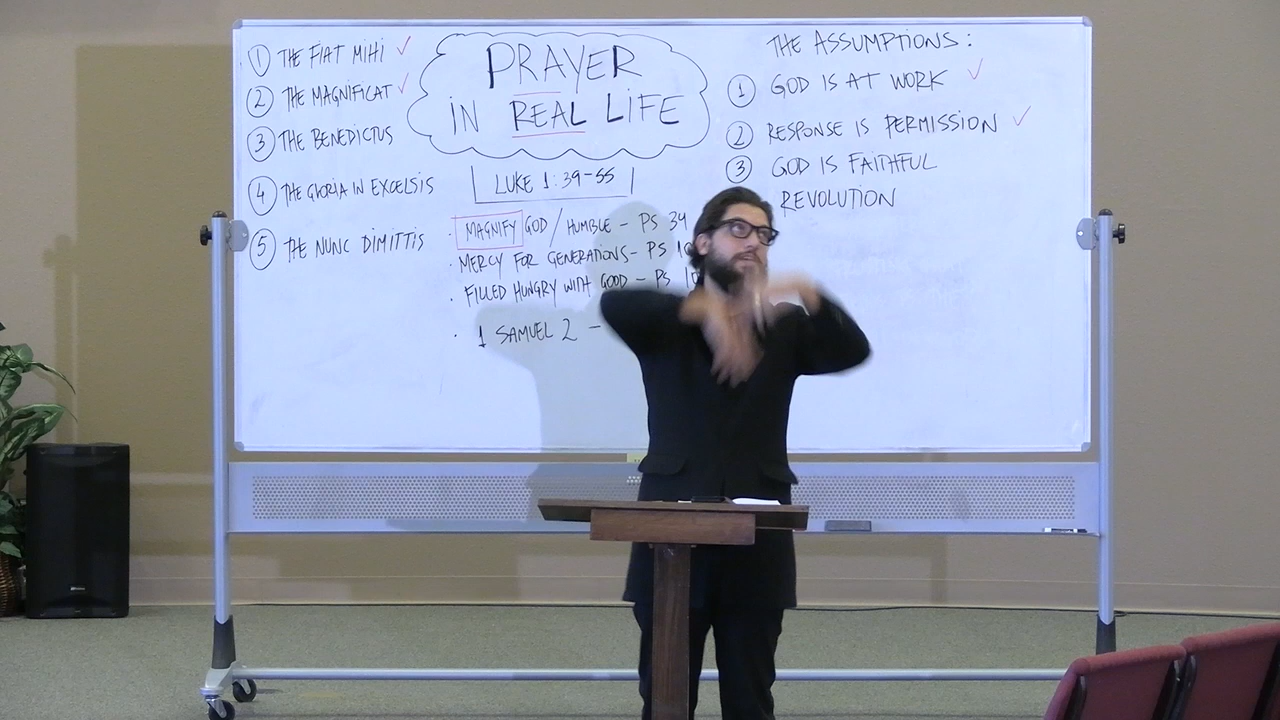 ① THE FIAT MIHI ✓
② THE MAGNIFICAT ✓
③ THE BENEDICTUS
④ THE GLORIA IN EXCELSIS
⑤ THE NUNC DIMITTIS
PRAYER
IN REAL LIFE
LUKE 1:39-55
· MAGNIFY GOD / HUMBLE - PS 34
· MERCY FOR GENERATIONS - PS
· FILLED HUNGRY WITH GOOD - PS
· 1 SAMUEL 2 -
THE ASSUMPTIONS:
① GOD IS AT WORK ✓
② RESPONSE IS PERMISSION ✓
③ GOD IS FAITHFUL
REVOLUTION